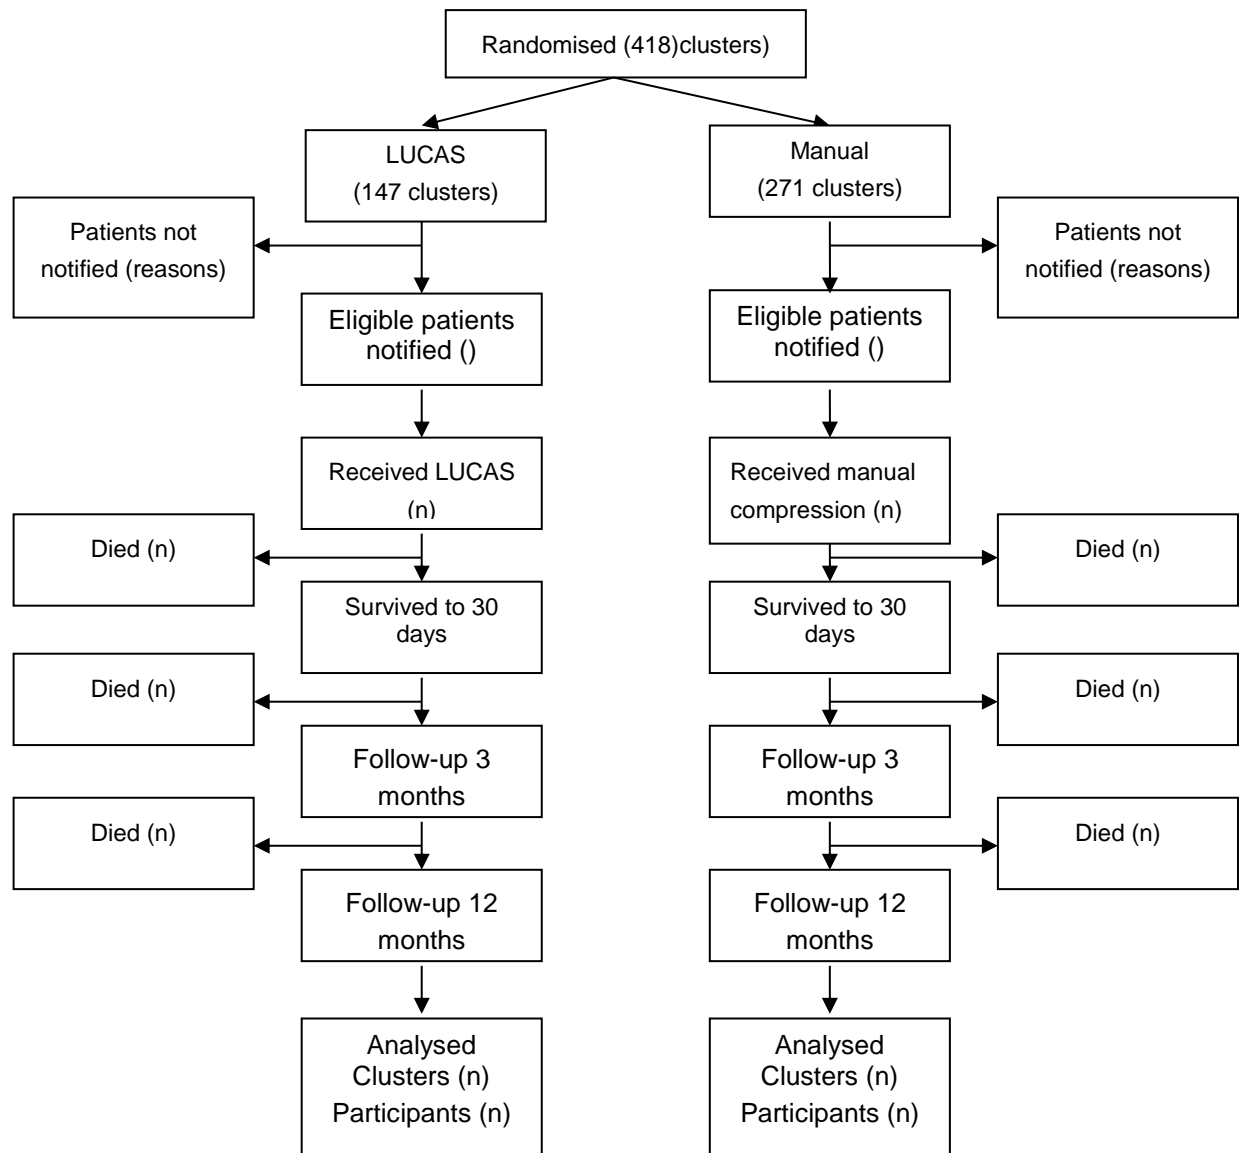 Randomised (418)clusters)
LUCAS
(147 clusters)
Manual
(271 clusters)
Patients not
notified (reasons)
Patients not
notified (reasons)
Eligible patients
notified ()
Eligible patients
notified ()
Received LUCAS
(n)
Received manual
compression (n)
Died (n)
Died (n)
Survived to 30
days
Survived to 30
days
Died (n)
Died (n)
Follow-up 3
months
Follow-up 3
months
Died (n)
Died (n)
Follow-up 12
months
Follow-up 12
months
Analysed
Clusters (n)
Participants (n)
Analysed
Clusters (n)
Participants (n)